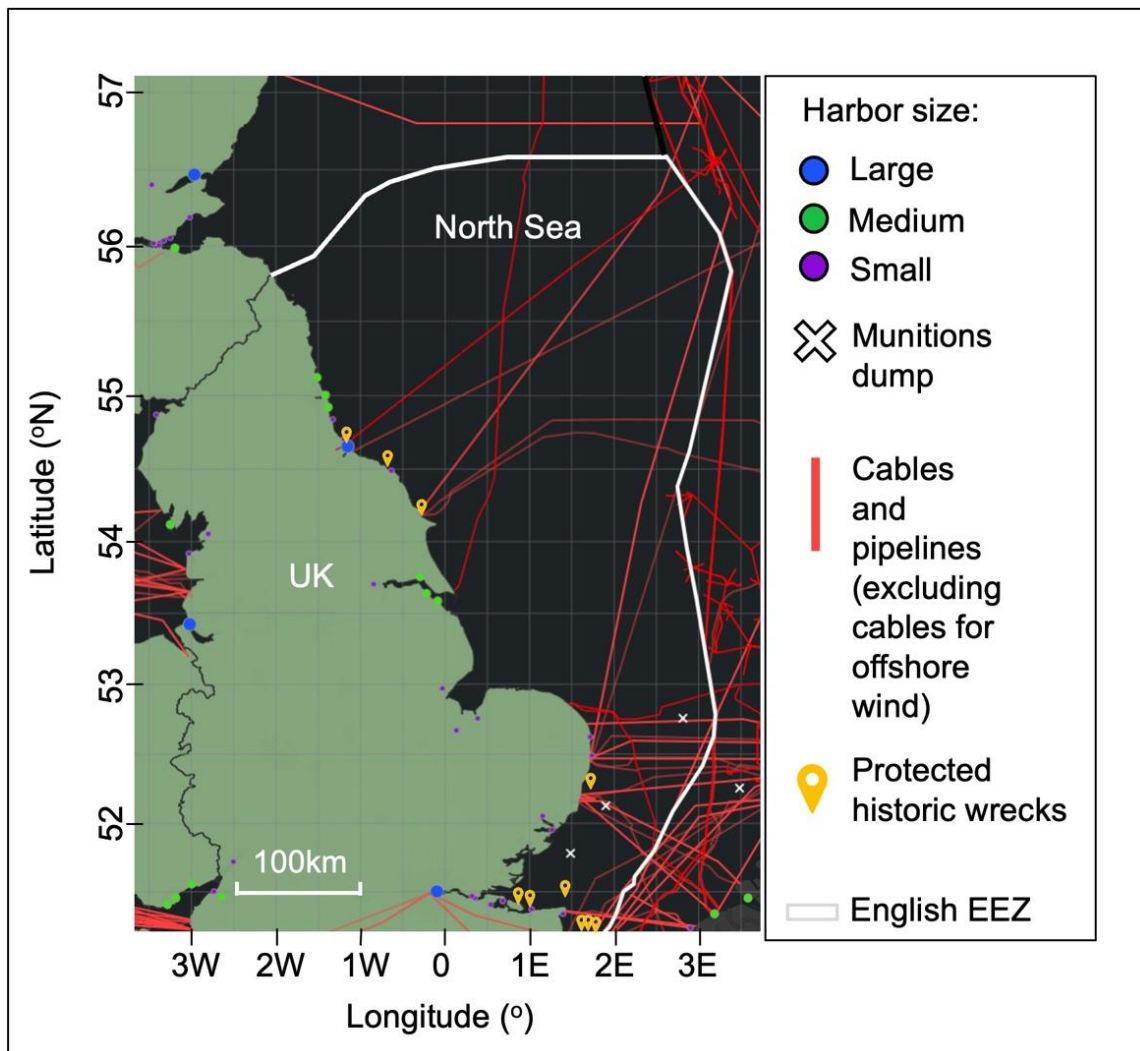 57
56
55
54
53
52
Latitude (°N)
North Sea
UK
100km
3W
2W
1W
0
1E
2E
3E
Longitude (°)
Harbor size:
Large
Medium
Small
Munitions
dump
Cables
and
pipelines
(excluding
cables for
offshore
wind)
Protected
historic wrecks
English EEZ